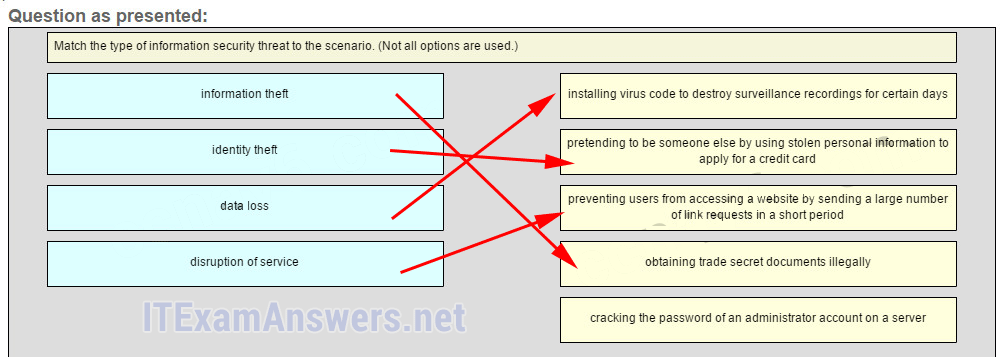 Question as presented:
Match the type of information security threat to the scenario. (Not all options are used.)
information theft
installing virus code to destroy surveillance recordings for certain days
identity theft
pretending to be someone else by using stolen personal information to
apply for a credit card
data loss
preventing users from accessing a website by sending a large number
of link requests in a short period
disruption of service
obtaining trade secret documents illegally
cracking the password of an administrator account on a server
ITExamAnswers.net